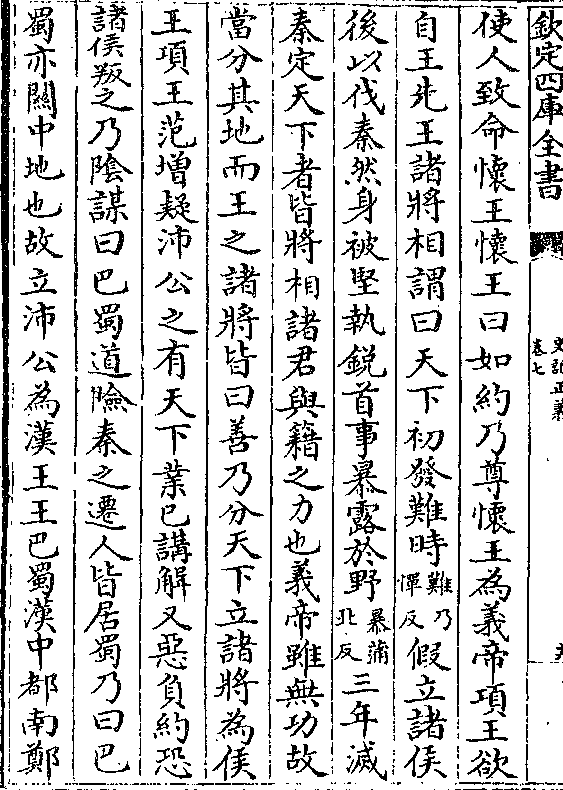 欽定四庫全書
史記正義
卷七
使人致命懷王懷王曰如約乃尊懷王為義帝項王欲
自王先王諸將相謂曰天下初發難時難乃憚反假立諸侯
後以伐秦然身被堅執鋭首事暴露於野暴蒲北反三年滅
秦定天下者皆將相諸君與籍之力也義帝雖無功故
當分其地而王之諸將皆曰善乃分天下立諸將為侯
王項王范增疑沛公之有天下業已講解又惡負約恐
諸侯叛之乃陰謀曰巴蜀道險秦之遷人皆居蜀乃曰巴
蜀亦闗中地也故立沛公為漢王王巴蜀漢中都南鄭